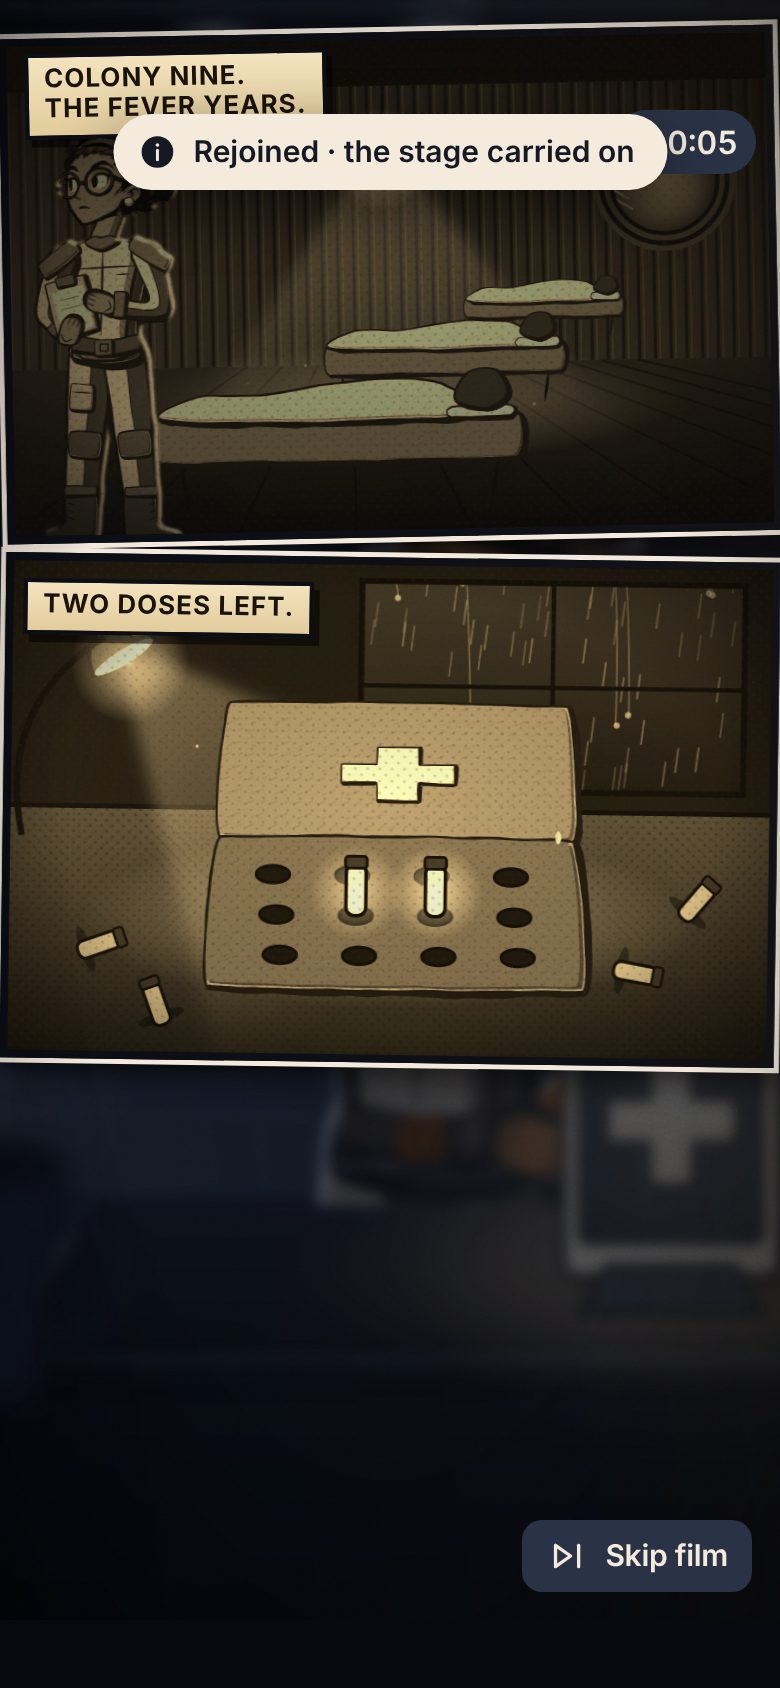 COLONY NINE.
THE FEVER YEARS.
Rejoined · the stage carried on
0:05
TWO DOSES LEFT.
Skip film